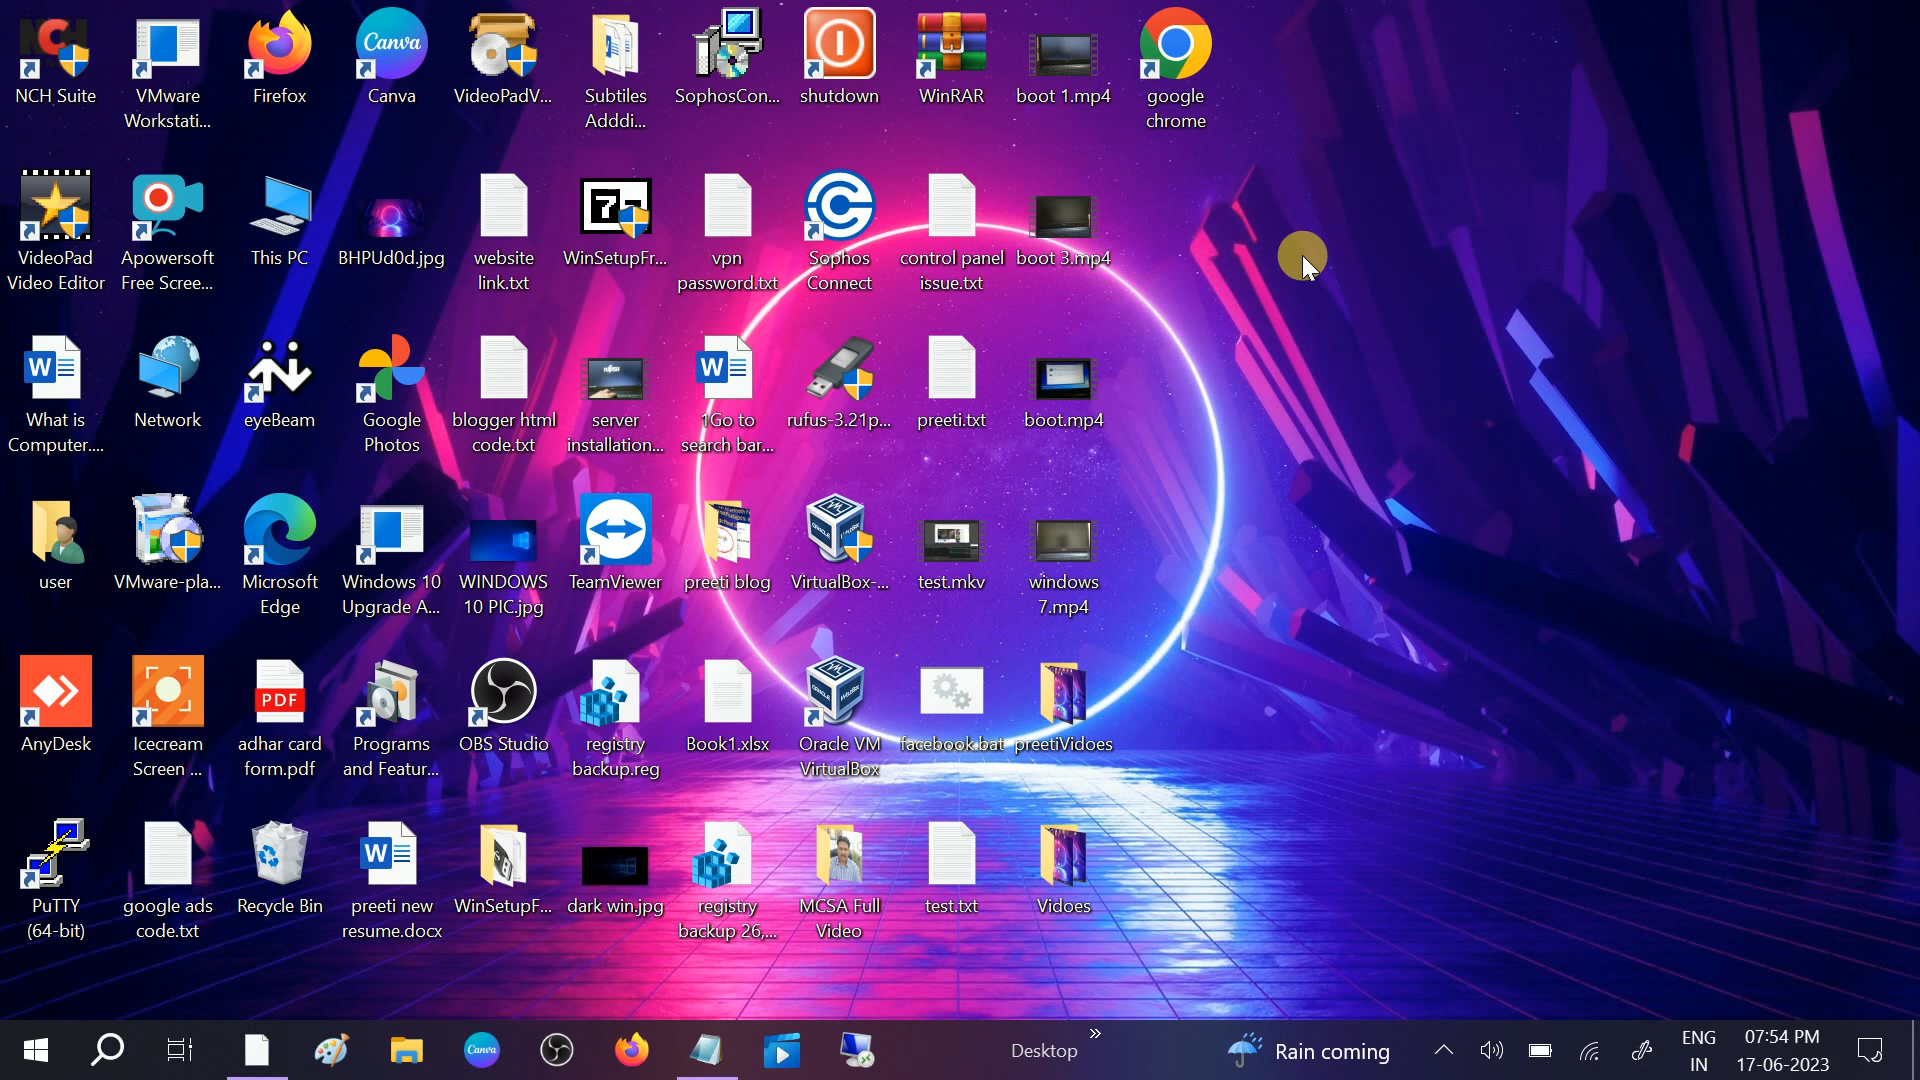 NCH Suite
VMware
Workstati...
Firefox
Canva
Canva
VideoPadV...
Subtiles
Adddi...
SophosCon...
shutdown
WinRAR
boot 1.mp4
google
chrome
VideoPad
Video Editor
Apowersoft
Free Scree...
This PC
BHPUd0d.jpg
website
link.txt
WinSetupFr...
vpn
password.txt
Sophos
Connect
control panel
issue.txt
boot 3.mp4
W
What is
Computer....
Network
eyeBeam
Google
Photos
blogger html
code.txt
FUJITSU
server
installation...
W
1Go to
search bar...
rufus-3.21p...
preeti.txt
boot.mp4
user
VMware-pla...
Microsoft
Edge
Windows 10
Upgrade A...
WINDOWS
10 PIC.jpg
TeamViewer
preeti blog
VirtualBox-...
test.mkv
windows
7.mp4
AnyDesk
Icecream
Screen ...
PDF
adhar card
form.pdf
Programs
and Featur...
OBS Studio
registry
backup.reg
Book1.xlsx
Oracle VM
VirtualBox
facebook.bat
preetiVidoes
PuTTY
(64-bit)
google ads
code.txt
Recycle Bin
W
preeti new
resume.docx
WinSetupF...
dark win.jpg
registry
backup 26,...
MCSA Full
Video
test.txt
Vidoes
Canva
Desktop
Rain coming
ENG
IN
07:54 PM
17-06-2023